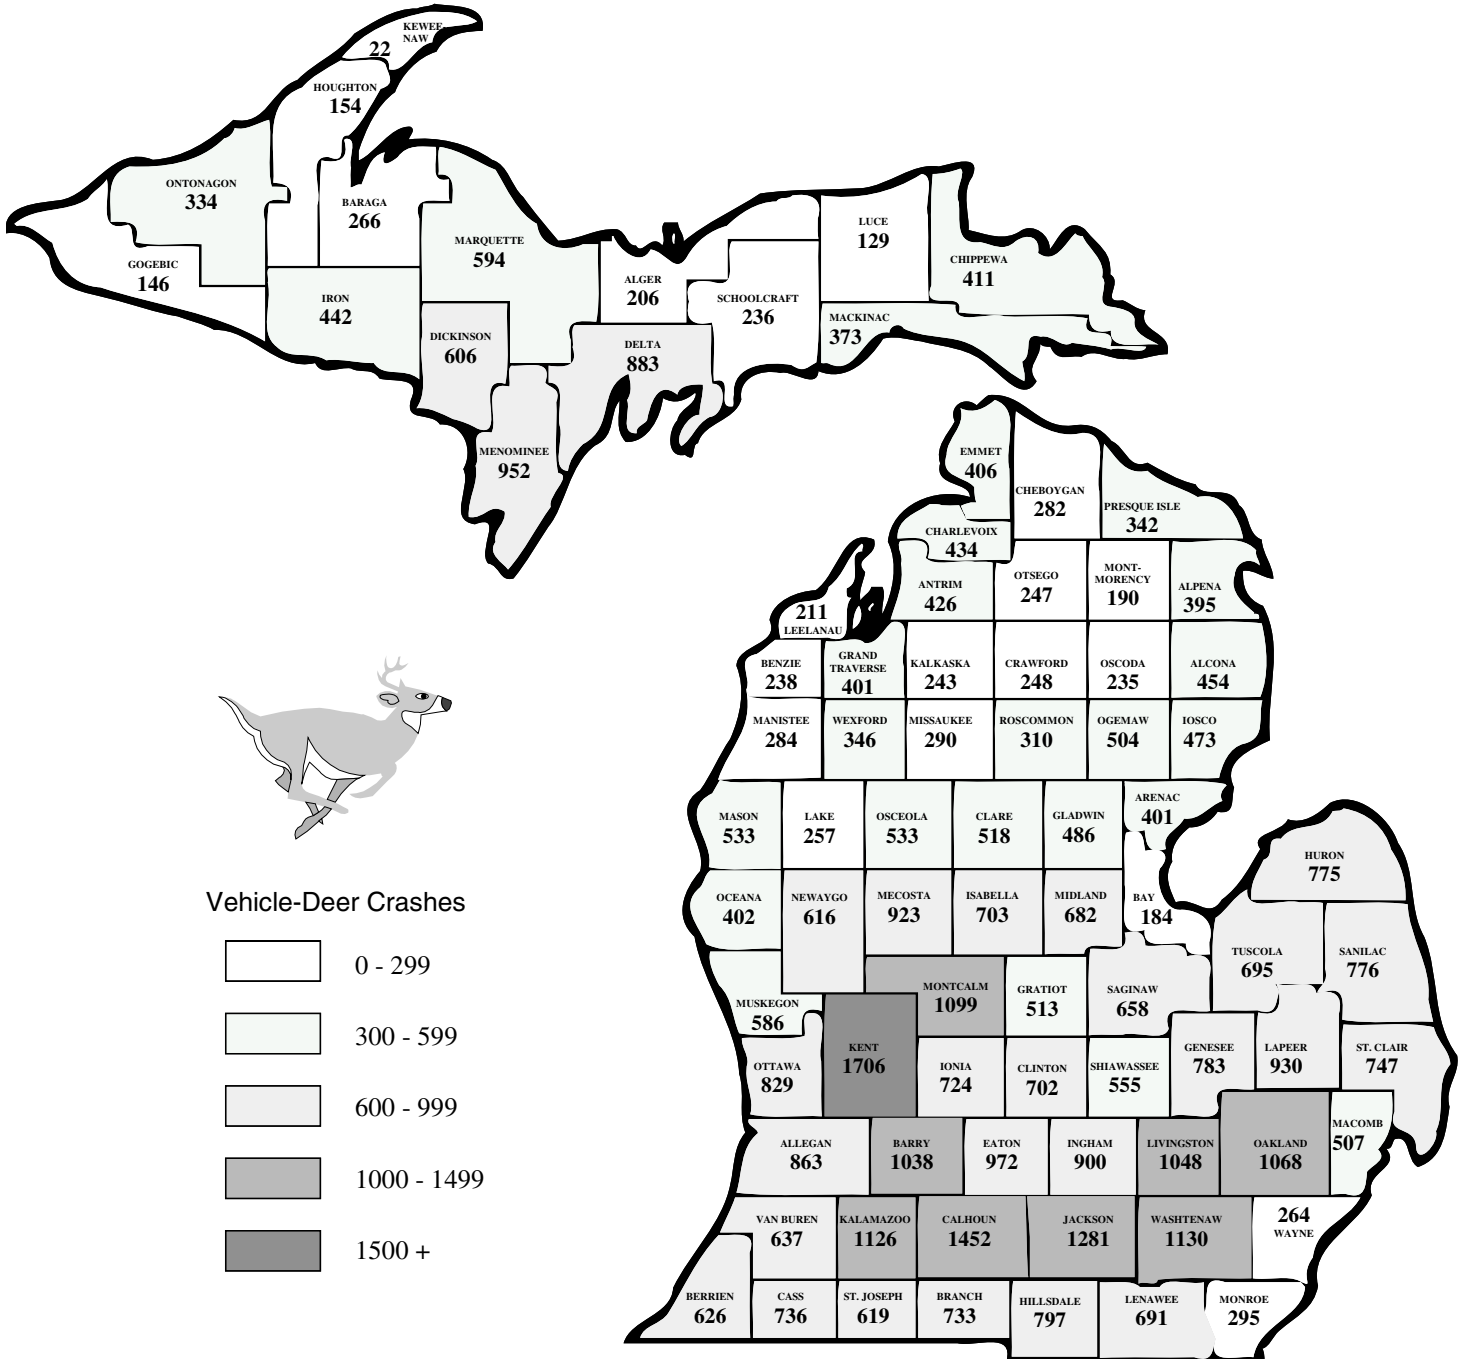 KEWEE-
NAW
22
HOUGHTON
154
ONTONAGON
334
BARAGA
266
GOGEBIC
146
MARQUETTE
594
IRON
442
DICKINSON
606
MENOMINEE
952
ALGER
206
DELTA
883
SCHOOLCRAFT
236
LUCE
129
CHIPPEWA
411
MACKINAC
373
EMMET
406
CHEBOYGAN
282
PRESQUE ISLE
342
CHARLEVOIX
434
ANTRIM
426
OTSEGO
247
MONT-
MORENCY
190
ALPENA
395
211
LEELANAU
BENZIE
238
GRAND
TRAVERSE
401
KALKASKA
243
CRAWFORD
248
OSCODA
235
ALCONA
454
MANISTEE
284
WEXFORD
346
MISSAUKEE
290
ROSCOMMON
310
OGEMAW
504
IOSCO
473
MASON
533
LAKE
257
OSCEOLA
533
CLARE
518
GLADWIN
486
ARENAC
401
HURON
775
OCEANA
402
NEWAYGO
616
MECOSTA
923
ISABELLA
703
MIDLAND
682
BAY
184
TUSCOLA
695
SANILAC
776
MUSKEGON
586
MONTCALM
1099
GRATIOT
513
SAGINAW
658
OTTAWA
829
KENT
1706
IONIA
724
CLINTON
702
SHIAWASSEE
555
GENESEE
783
LAPEER
930
ST. CLAIR
747
ALLEGAN
863
BARRY
1038
EATON
972
INGHAM
900
LIVINGSTON
1048
OAKLAND
1068
MACOMB
507
VAN BUREN
637
KALAMAZOO
1126
CALHOUN
1452
JACKSON
1281
WASHTENAW
1130
264
WAYNE
BERRIEN
626
CASS
736
ST. JOSEPH
619
BRANCH
733
HILLSDALE
797
LENAWEE
691
MONROE
295
Vehicle-Deer Crashes
0 - 299
300 - 599
600 - 999
1000 - 1499
1500 +